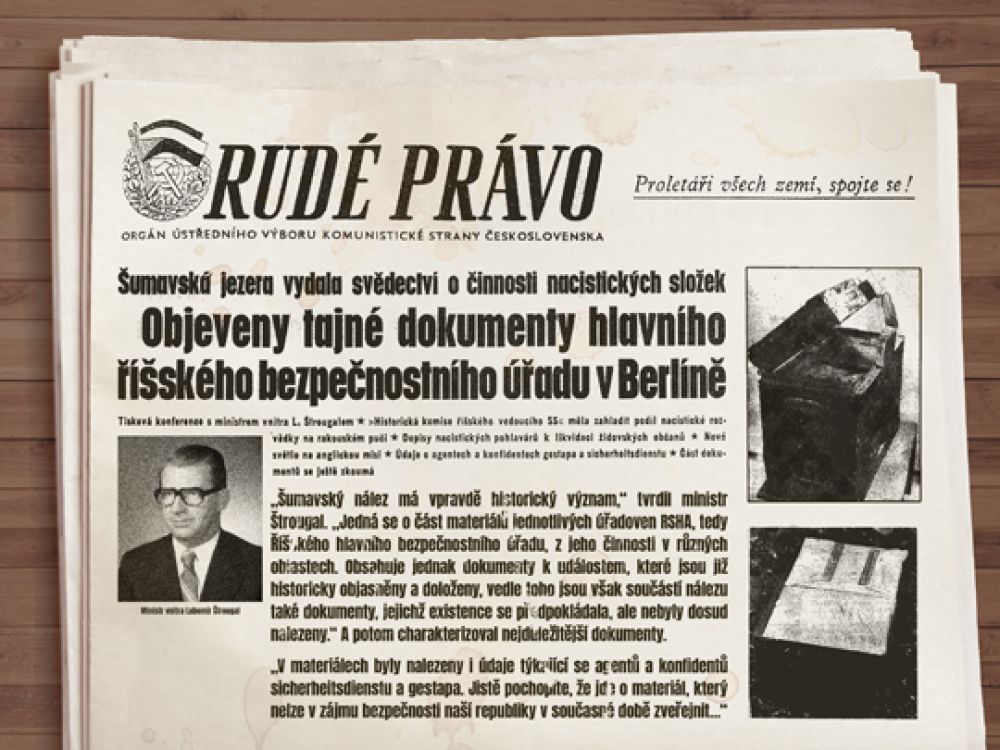 RUDÉ PRÁVO
ORGÁN ÚSTŘEDNÍHO VÝBORU KOMUNISTICKÉ STRANY ČESKOSLOVENSKA
Proletáři všech zemí, spojte se!
Šumavská jezera vydala svědectví o činnosti nacistických složek
Objeveny tajné dokumenty hlavního
říšského bezpečnostního úřadu v Berlíně
Tisková konference s ministrem vnitra L. Štrougalem ★ »Historická komise říšského vedoucího SS« měla zahladit podíl nacistické roz-
vědky na rakouském puči ★ Dopisy nacistických pohlavárů k likvidaci židovských občanů ★ Nové
světlo na anglickou misi ★ Údaje o agentech a konfidentech gestapa a sicherheitsdienstu ★ Část doku-
mentů se ještě zkoumá
„Šumavský nález má vpravdě historický význam,“ tvrdil ministr
Štrougal. „Jedná se o část materiálů jednotlivých úřadoven RSHA, tedy
Říšského hlavního bezpečnostního úřadu, z jeho činnosti v různých
oblastech. Obsahuje jednak dokumenty k událostem, které jsou již
historicky objasněny a doloženy, vedle toho jsou však součástí nálezu
také dokumenty, jejichž existence se předpokládala, ale nebyly dosud
nalezeny.“ A potom charakterizoval nejdůležitější dokumenty.
Ministr vnitra Lubomír Štrougal
„V materiálech byly nalezeny i údaje týkající se agentů a konfidentů
sicherheitsdienstu a gestapa. Jistě pochopíte, že jde o materiál, který
nelze v zájmu bezpečnosti naší republiky v současné době zveřejnit...“